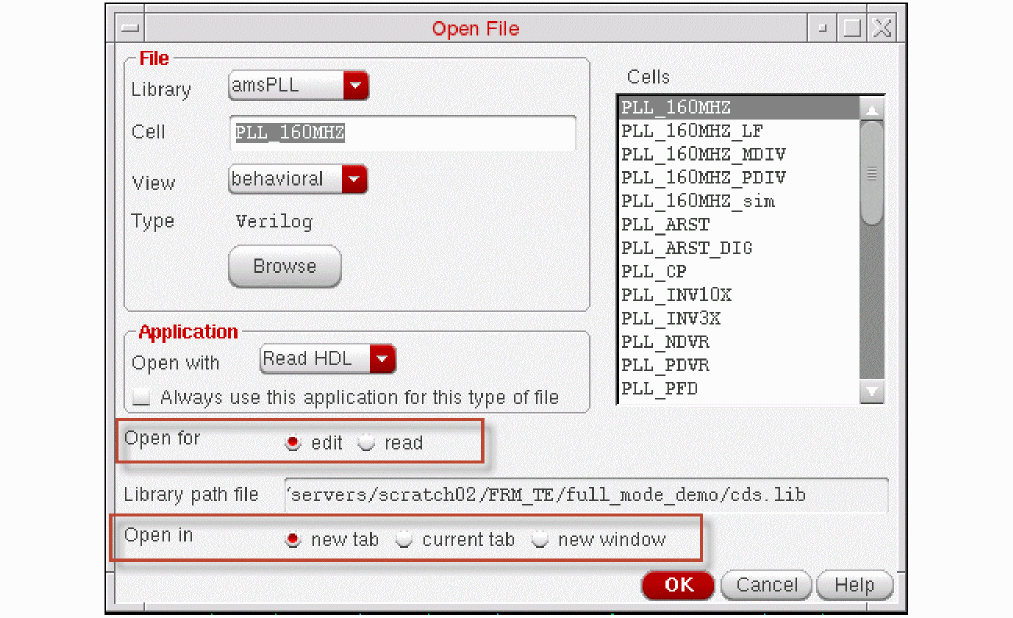 Open File
File
Library amsPLL
Cell PLL_160MHZ
View behavioral
Type Verilog
Browse
Application
Open with Read HDL
Always use this application for this type of file
Cells
PLL_160MHZ
PLL_160MHZ_LF
PLL_160MHZ_MDIV
PLL_160MHZ_PDIV
PLL_160MHZ_sim
PLL_ARST
PLL_ARST_DIG
PLL_CP
PLL_INV10X
PLL_INV3X
PLL_NDVR
PLL_PDVR
PLL_PFD
Open for edit read
Library path file 'servers/scratch02/FRM_TE/full_mode_demo/cds.lib
Open in new tab current tab new window
OK Cancel Help